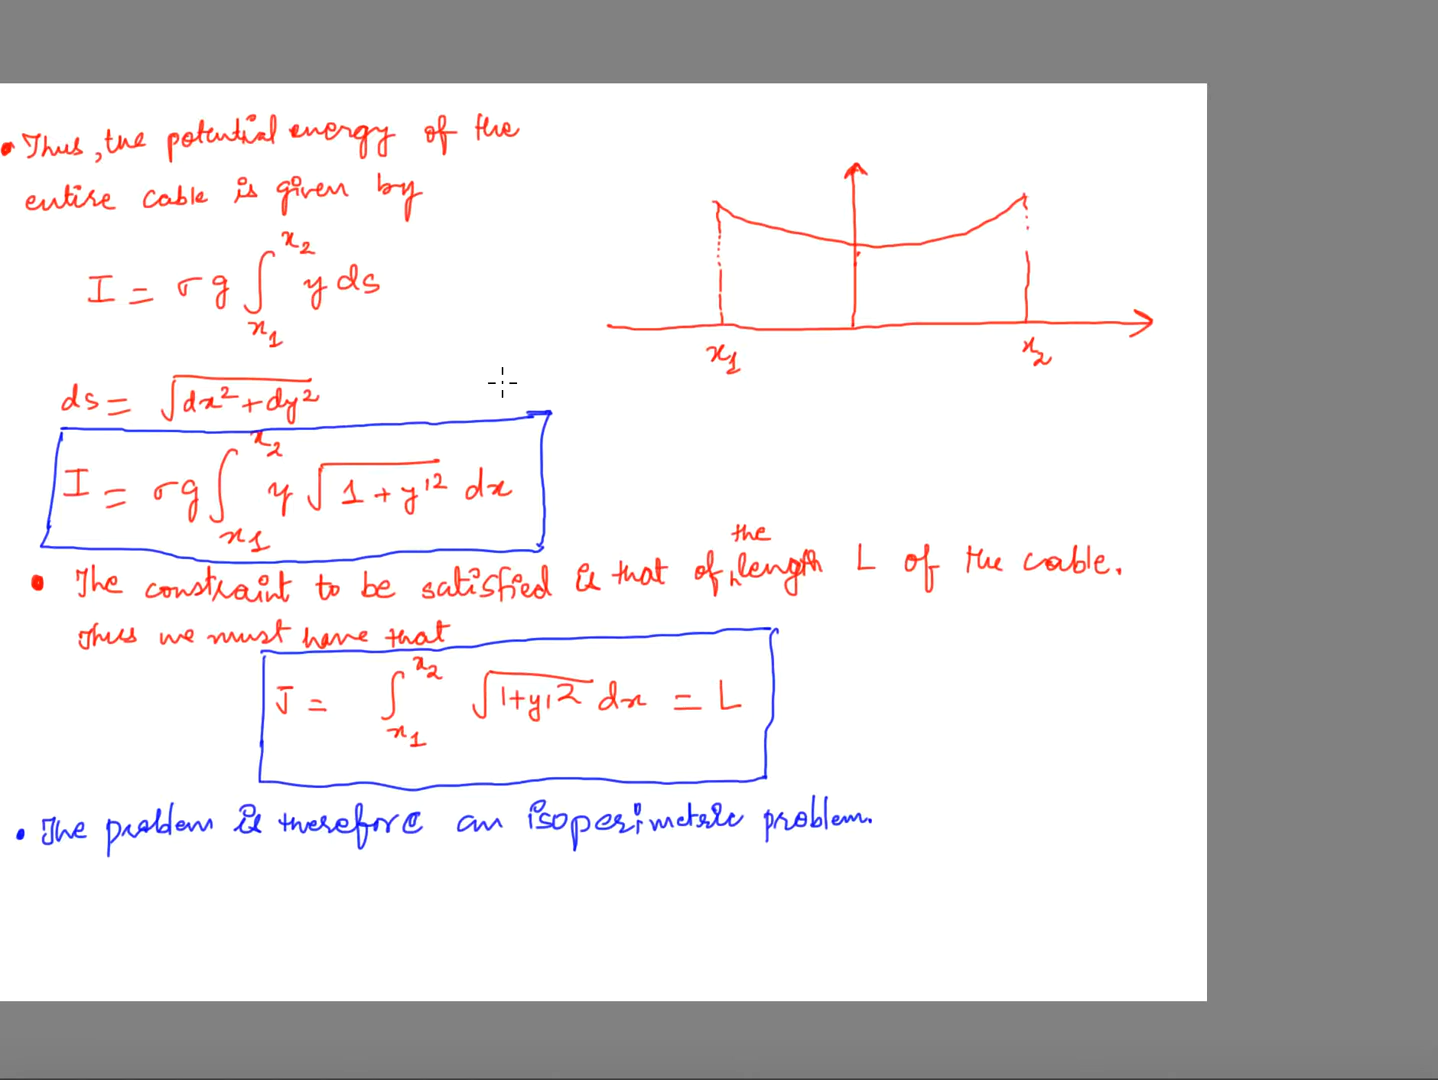 • Thus, the potential energy of the
entire cable is given by
I = σg ∫_{x1}^{x2} y ds
x1
x2
ds = √(dx² + dy²)
I = σg ∫_{x1}^{x2} y √(1 + y'²) dx
• The constraint to be satisfied is that of the length L of the cable.
Thus we must have that
J = ∫_{x1}^{x2} √(1+y'²) dx = L
• The problem is therefore an isoperimetric problem.